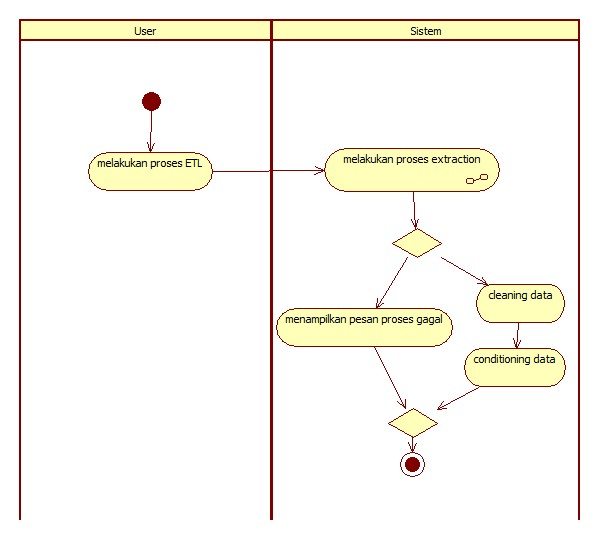 User
Sistem
melakukan proses ETL
melakukan proses extraction
cleaning data
menampilkan pesan proses gagal
conditioning data